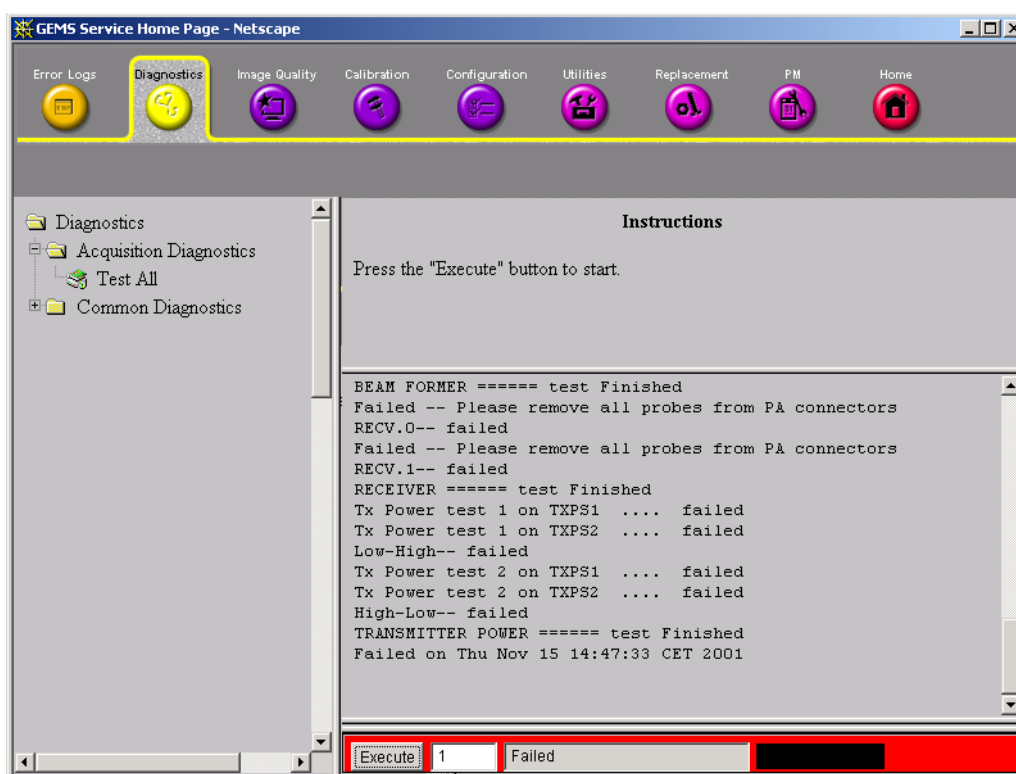 GEMS Service Home Page - Netscape
Error Logs Diagnostics Image Quality Calibration Configuration Utilities Replacement PM Home
Diagnostics
Acquisition Diagnostics
Test All
Common Diagnostics
Instructions
Press the "Execute" button to start.
BEAM FORMER ====== test Finished
Failed -- Please remove all probes from PA connectors
RECV.0-- failed
Failed -- Please remove all probes from PA connectors
RECV.1-- failed
RECEIVER ====== test Finished
Tx Power test 1 on TXPS1 .... failed
Tx Power test 1 on TXPS2 .... failed
Low-High-- failed
Tx Power test 2 on TXPS1 .... failed
Tx Power test 2 on TXPS2 .... failed
High-Low-- failed
TRANSMITTER POWER ====== test Finished
Failed on Thu Nov 15 14:47:33 CET 2001
Execute 1 Failed